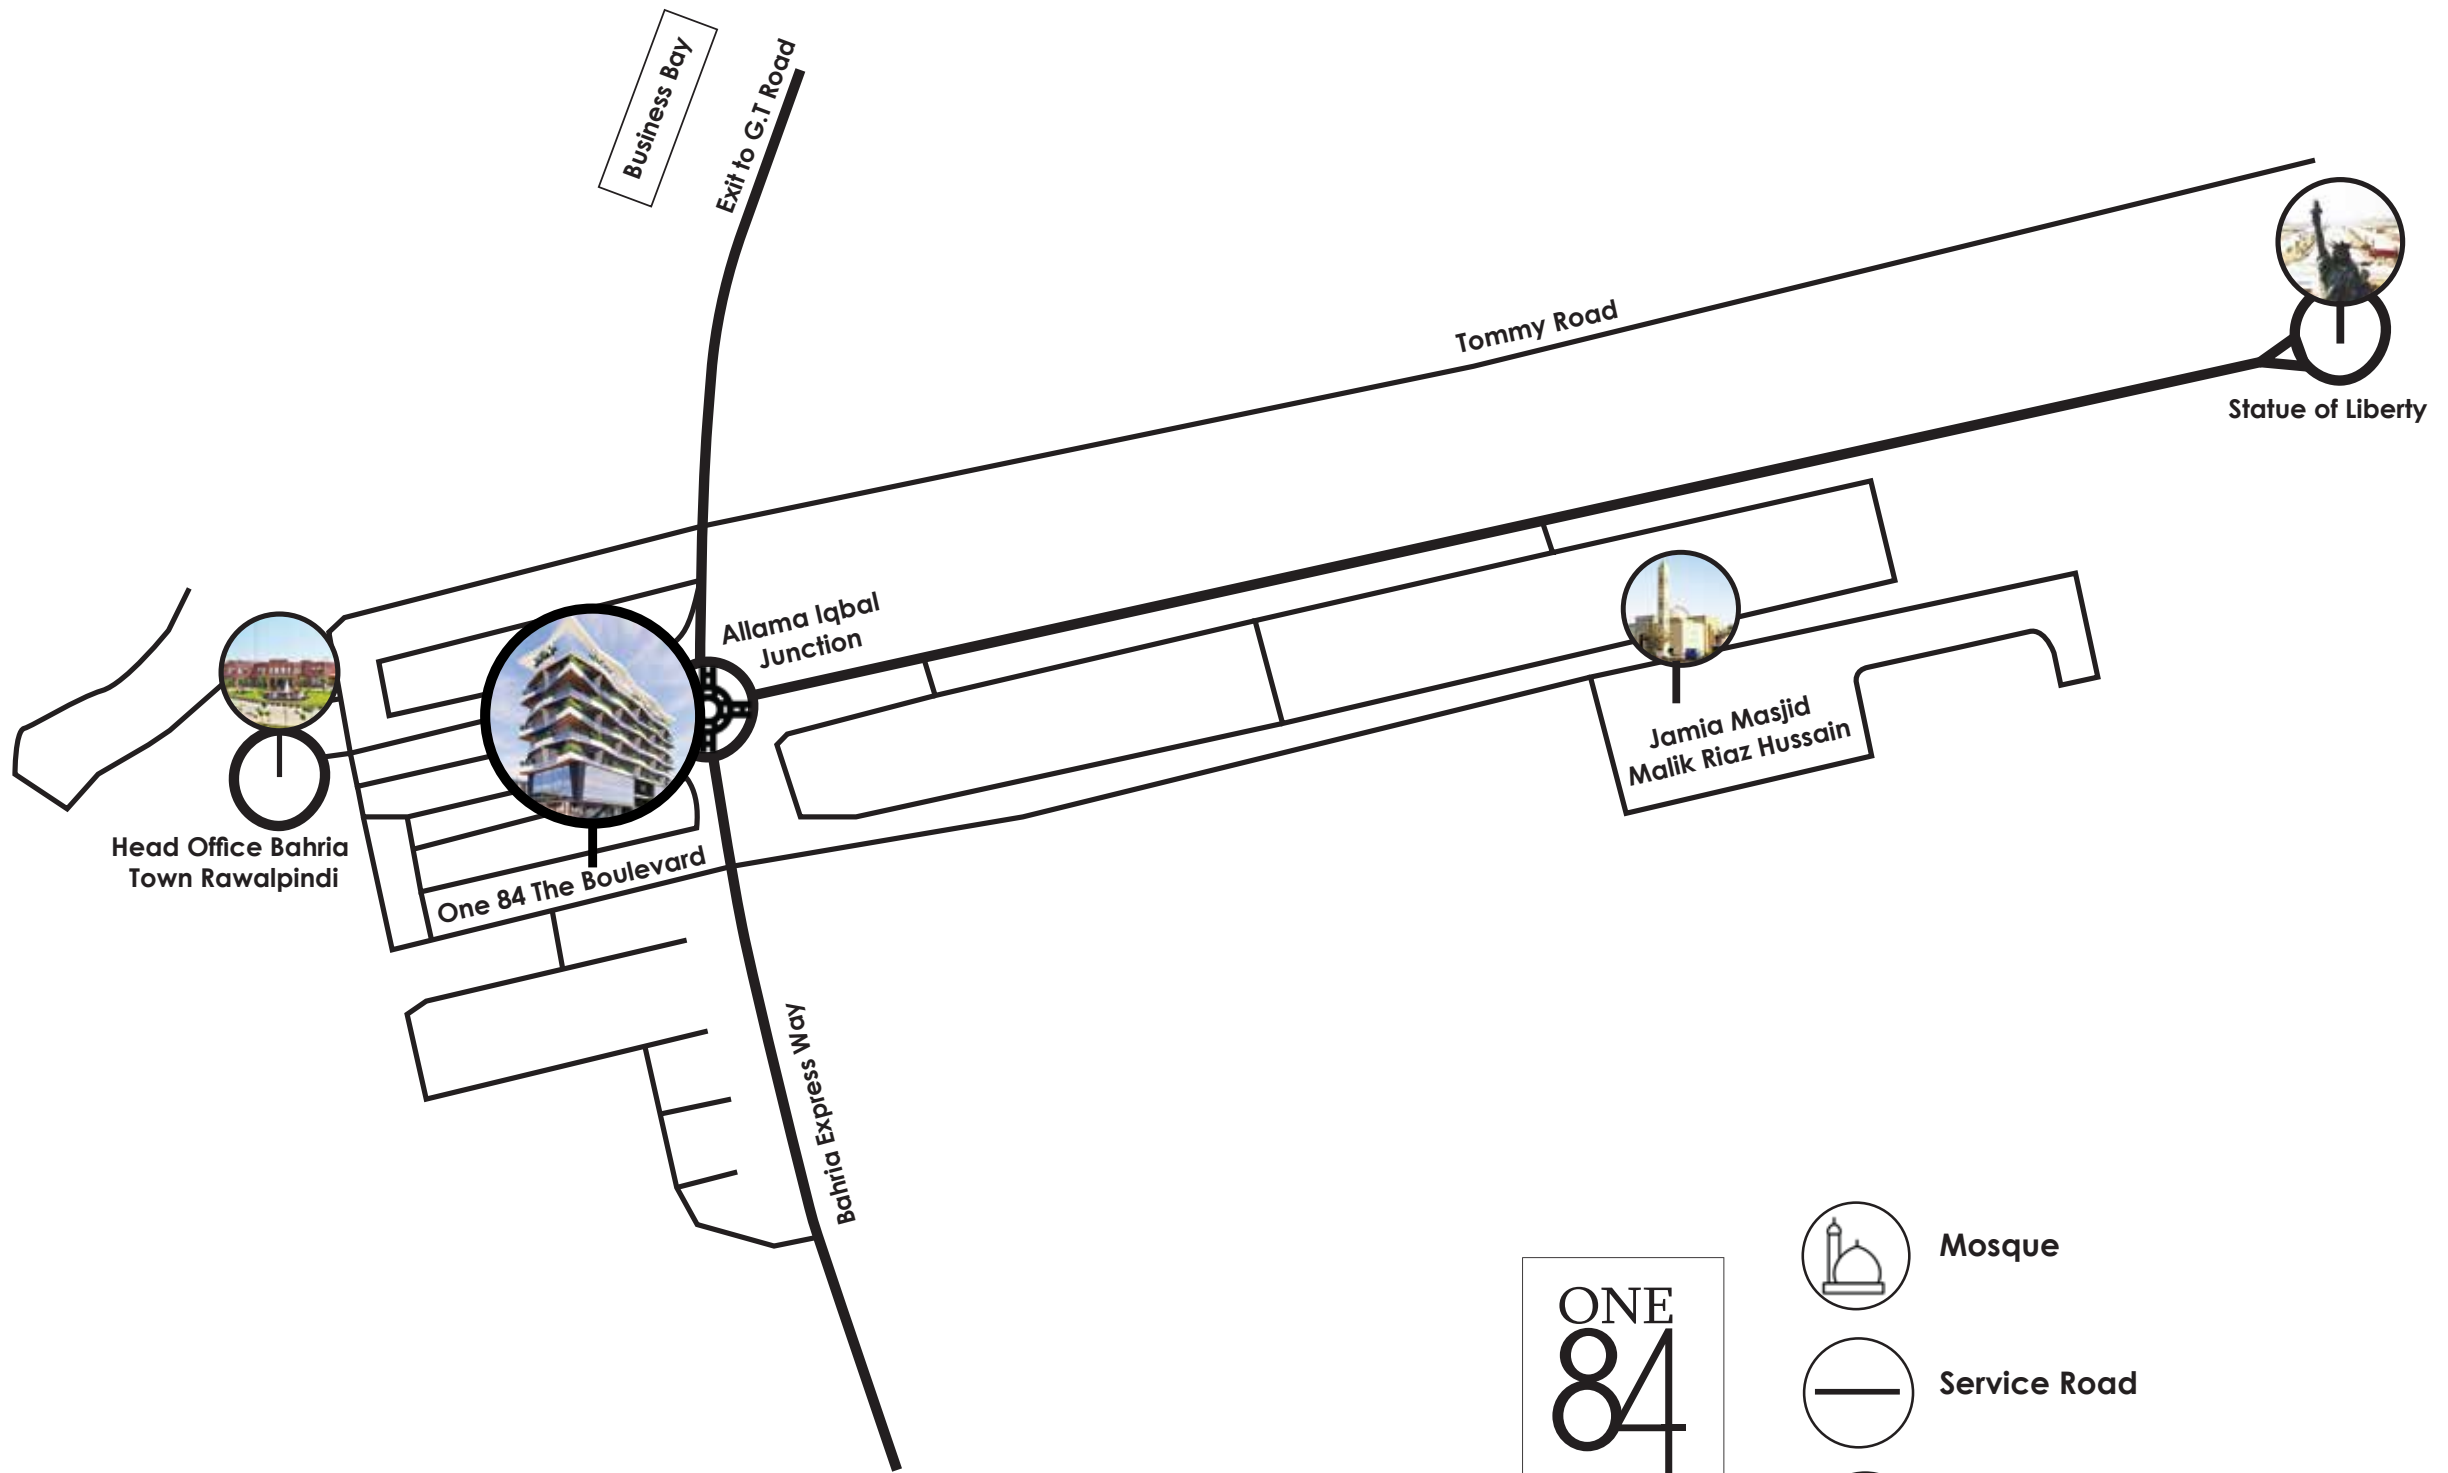 Business Bay
Exit to G.T Road
Tommy Road
Statue of Liberty
Allama Iqbal
Junction
Jamia Masjid
Malik Riaz Hussain
Head Office Bahria
Town Rawalpindi
One 84 The Boulevard
Bahria Express Way
Mosque
ONE
84
Service Road